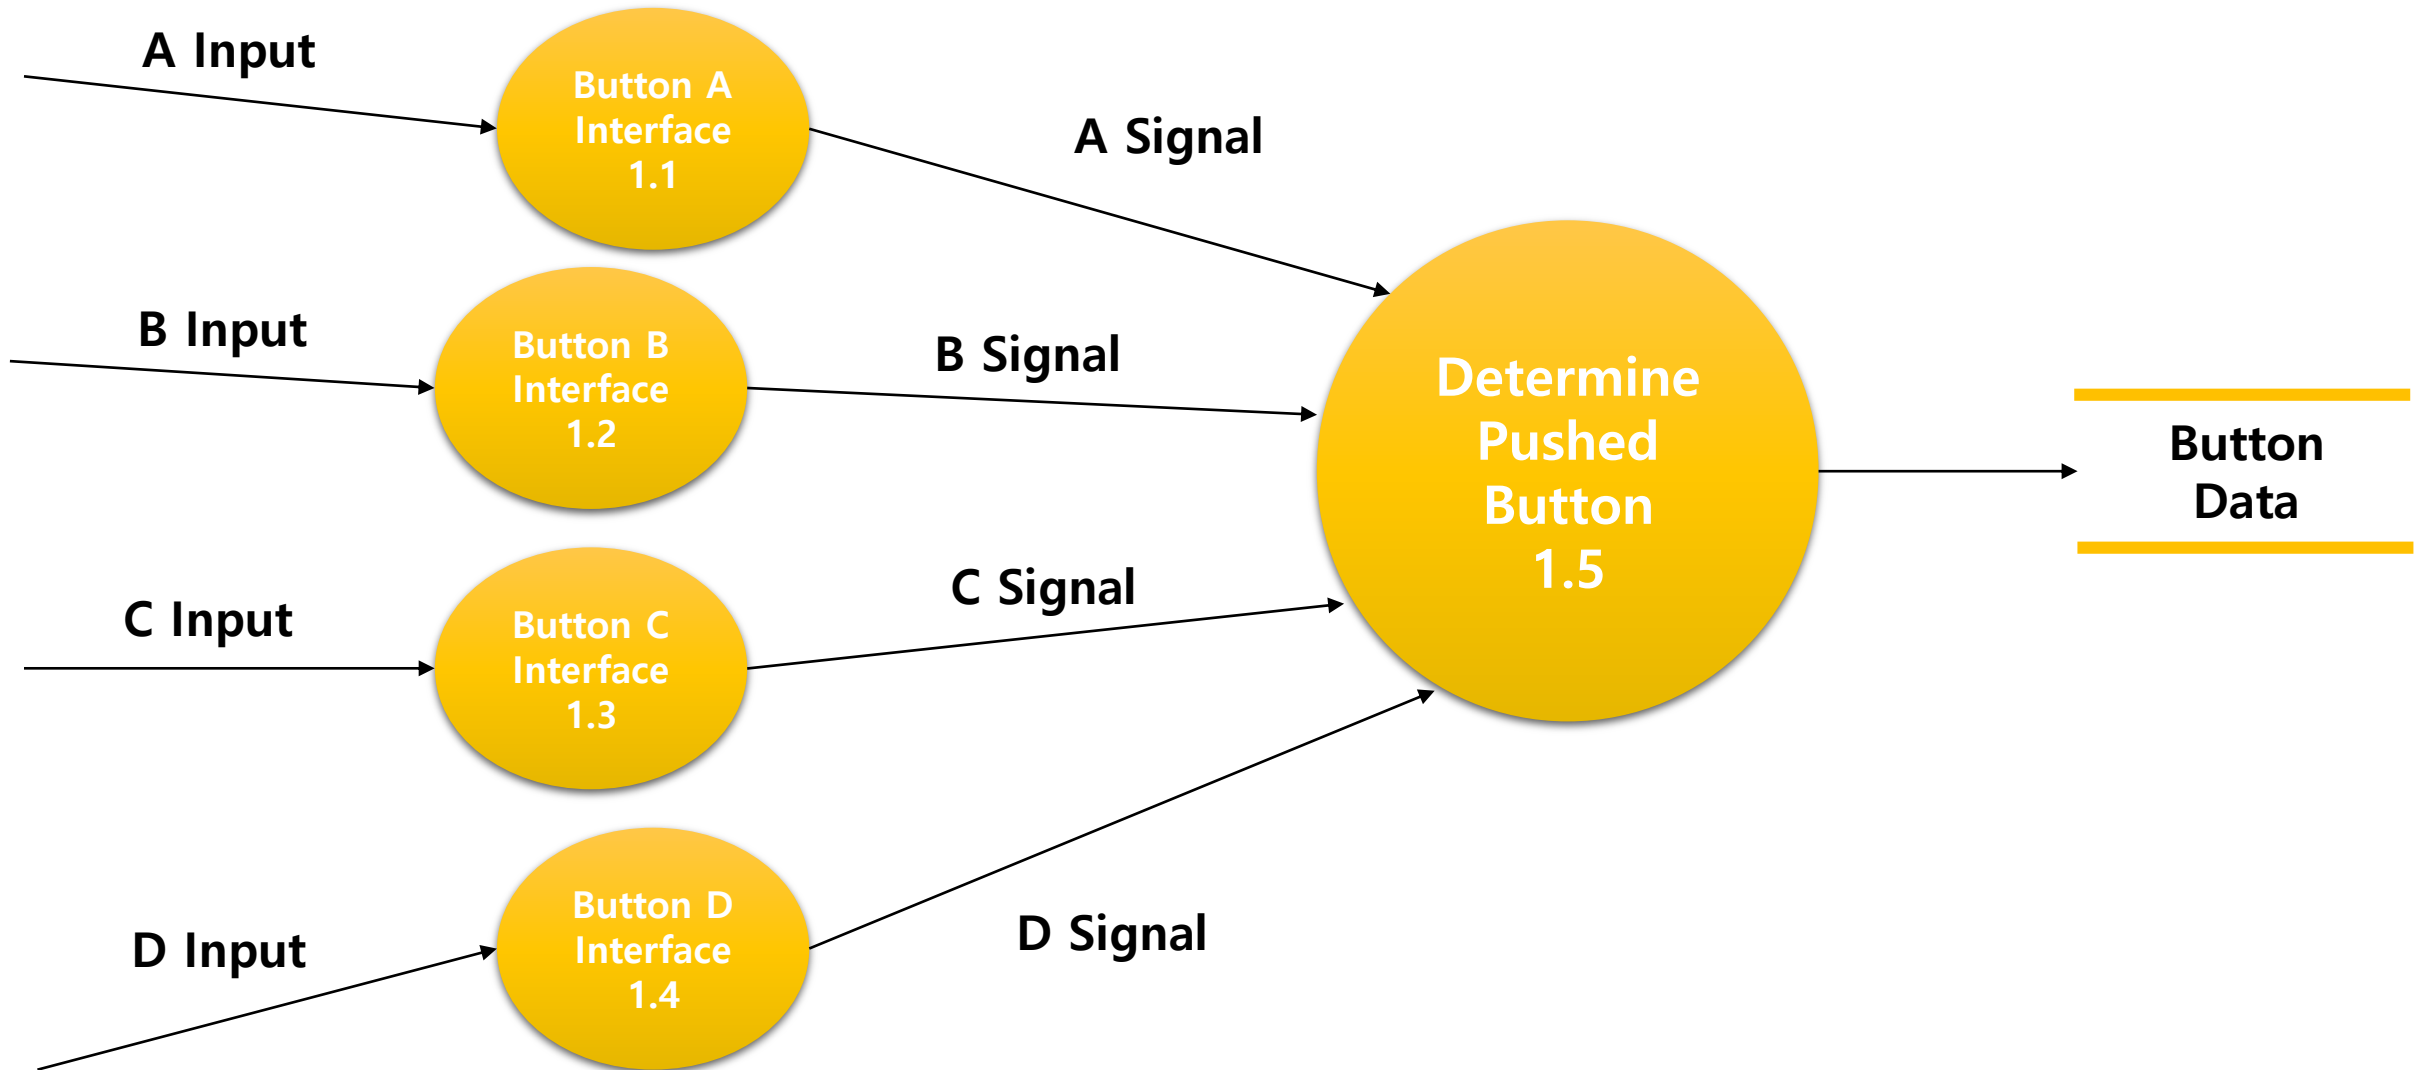 A Input
Button A
Interface
1.1
A Signal
B Input
Button B
Interface
1.2
B Signal
C Input
Button C
Interface
1.3
C Signal
D Input
Button D
Interface
1.4
D Signal
Determine
Pushed
Button
1.5
Button
Data